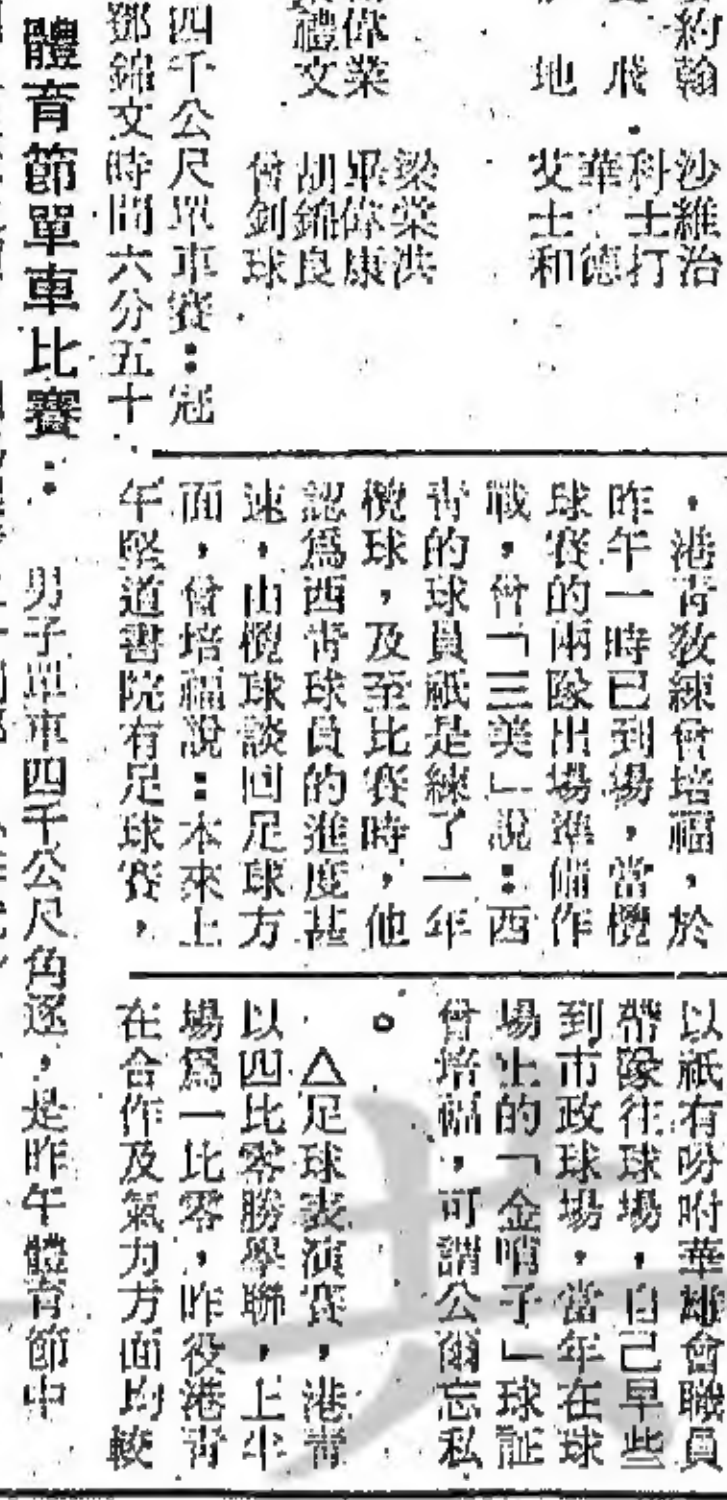 約翰　沙維治
飛　科士打
華德
地　艾士和
梁棠洪
偉業　畢偉康
禮文　胡錦良
曾釗球
四千公尺單車賽：冠
鄧錦文時間六分五十
，港青教練曾培福，於
昨午一時已到場，當欖
球賽的兩隊出場準備作
戰，曾「三美」說：西
青的球員祇是練了一年
欖球，及至比賽時，他
認爲西青球員的進度甚
速，由欖球談回足球方
面，曾培福說：本來上
午堅道書院有足球賽，
以祇有吩咐華雄會職員
帶隊往球場，自己早些
到市政球場，當年在球
場上的「金哨子」球証
曾培福，可謂公爾忘私
。
△足球表演賽，港青
以四比零勝學聯，上半
場爲一比零，昨役港青
在合作及氣力方面均較
體育節單車比賽：男子單車四千公尺角逐，是昨午體育節中
共